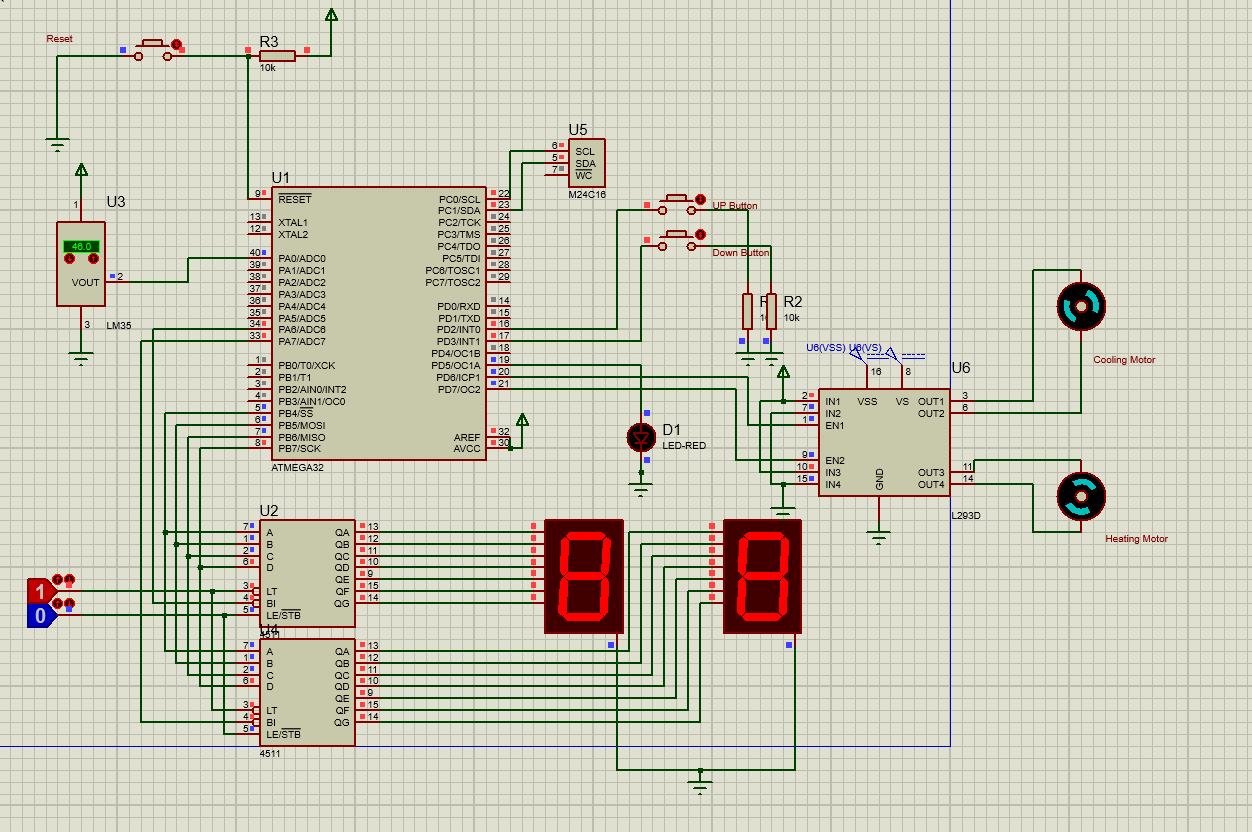 Reset
R3
10k
U5
6 SCL
5 SDA
7 WC
M24C16
U1
9 RESET
13 XTAL1
12 XTAL2
40 PA0/ADC0
39 PA1/ADC1
38 PA2/ADC2
37 PA3/ADC3
36 PA4/ADC4
35 PA5/ADC5
34 PA6/ADC6
33 PA7/ADC7
1 PB0/T0/XCK
2 PB1/T1
3 PB2/AIN0/INT2
4 PB3/AIN1/OC0
5 PB4/SS
6 PB5/MOSI
7 PB6/MISO
8 PB7/SCK
PC0/SCL 22
PC1/SDA 23
PC2/TCK 24
PC3/TMS 25
PC4/TDO 26
PC5/TDI 27
PC6/TOSC1 28
PC7/TOSC2 29
PD0/RXD 14
PD1/TXD 15
PD2/INT0 16
PD3/INT1 17
PD4/OC1B 18
PD5/OC1A 19
PD6/ICP1 20
PD7/OC2 21
AREF 32
AVCC 30
ATMEGA32
U3
1
46.0
VOUT 2
3
LM35
UP Button
Down Button
R2
10k
U6(VSS) U6(VS)
16 8
U6
VSS VS
2 IN1
7 IN2
1 EN1
9 EN2
10 IN3
15 IN4
OUT1 3
OUT2 6
OUT3 11
OUT4 14
GND
L293D
Cooling Motor
Heating Motor
D1
LED-RED
U2
7 A
1 B
2 C
6 D
3 LT
4 BI
5 LE/STB
QA 13
QB 12
QC 11
QD 10
QE 9
QF 15
QG 14
4511
U4
7 A
1 B
2 C
6 D
3 LT
4 BI
5 LE/STB
QA 13
QB 12
QC 11
QD 10
QE 9
QF 15
QG 14
4511
1
0
8 8